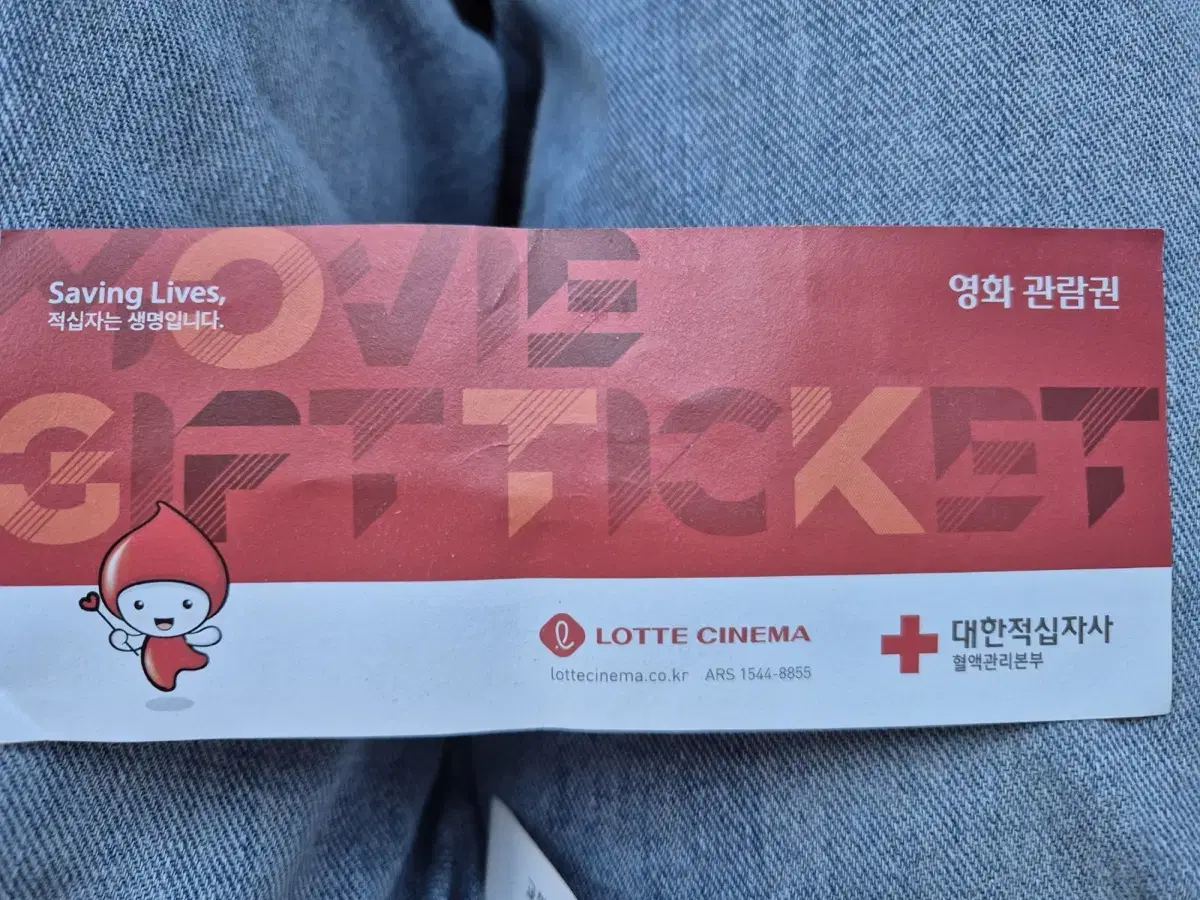 MOVIE
Saving Lives,
적십자는 생명입니다.
영화 관람권
GIFT TICKET
LOTTE CINEMA
lottecinema.co.kr ARS 1544-8855
대한적십자사
혈액관리본부